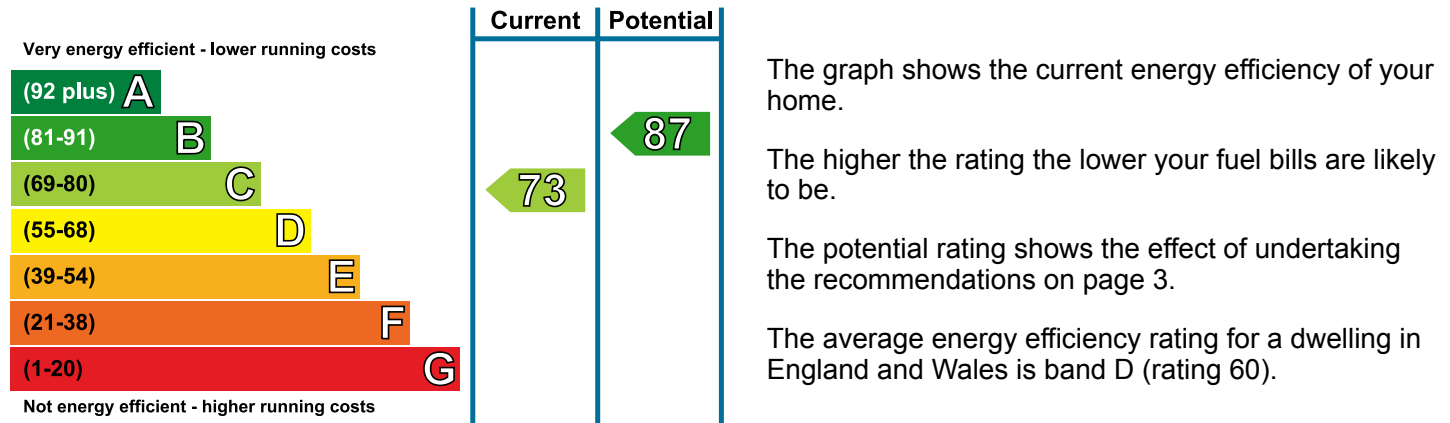 Current Potential
Very energy efficient - lower running costs
(92 plus) A
(81-91) B
87
(69-80) C
73
(55-68) D
(39-54) E
(21-38) F
(1-20) G
Not energy efficient - higher running costs
The graph shows the current energy efficiency of your
home.
The higher the rating the lower your fuel bills are likely
to be.
The potential rating shows the effect of undertaking
the recommendations on page 3.
The average energy efficiency rating for a dwelling in
England and Wales is band D (rating 60).